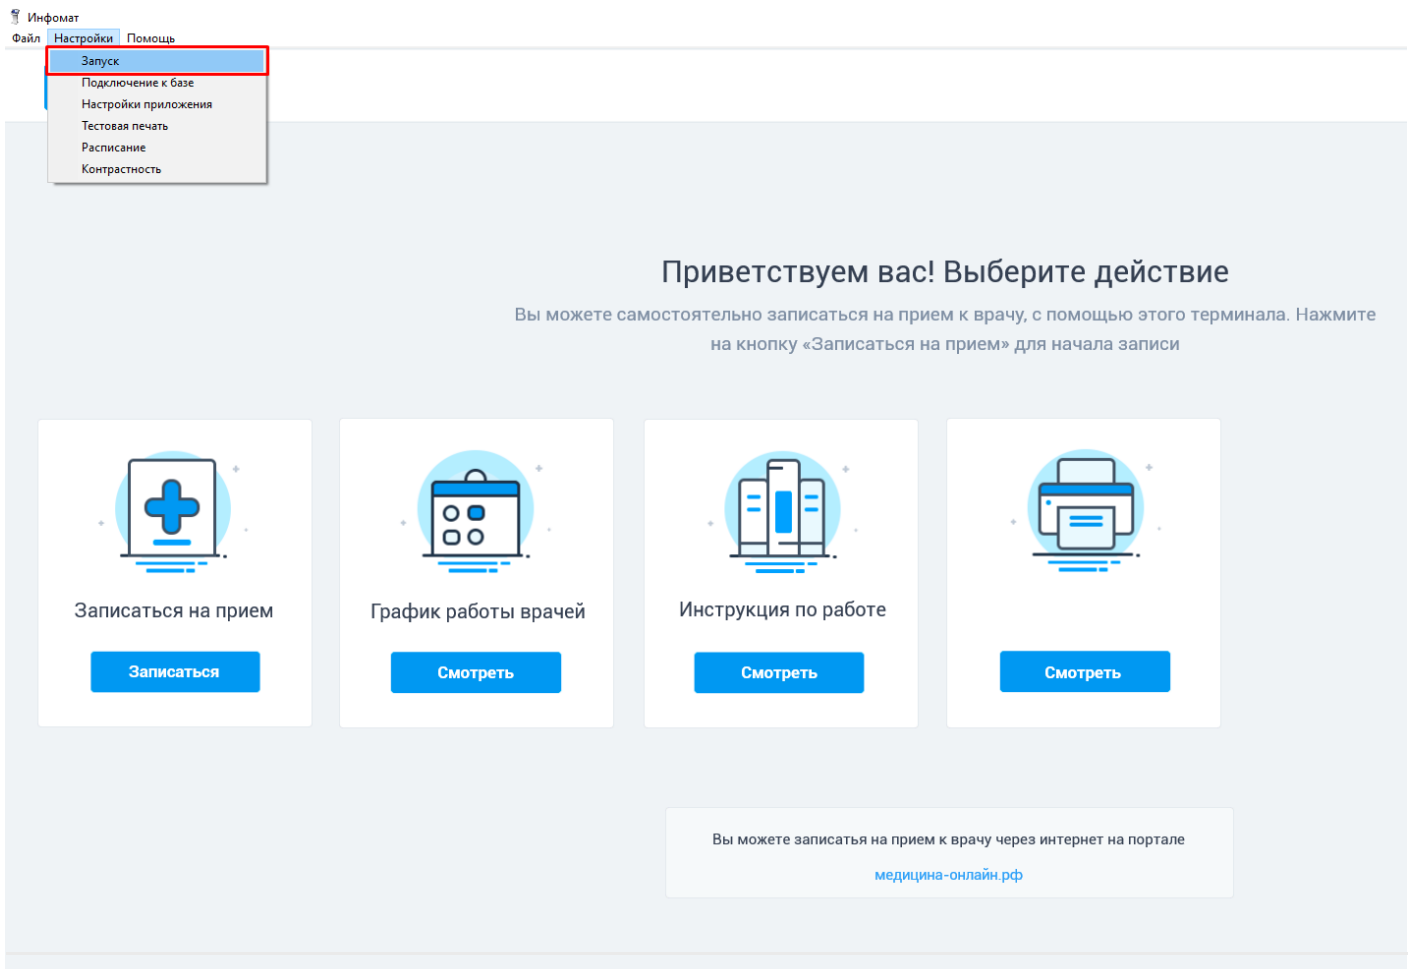 Инфомат
Файл Настройки Помощь
Запуск
Подключение к базе
Настройки приложения
Тестовая печать
Расписание
Контрастность
Приветствуем вас! Выберите действие
Вы можете самостоятельно записаться на прием к врачу, с помощью этого терминала. Нажмите
на кнопку «Записаться на прием» для начала записи
Записаться на прием
График работы врачей
Инструкция по работе
Записаться
Смотреть
Смотреть
Смотреть
Вы можете записатья на прием к врачу через интернет на портале
медицина-онлайн.рф